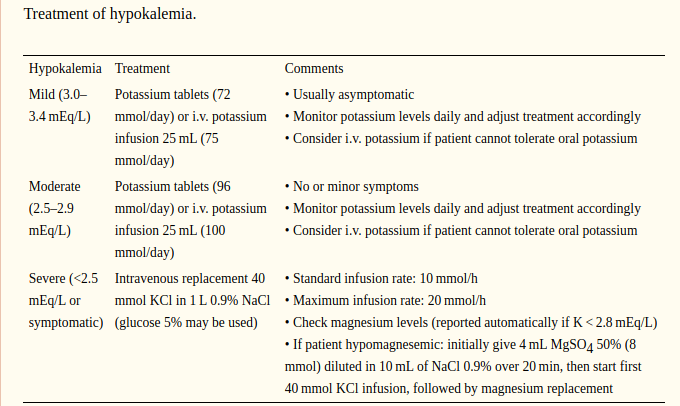 Treatment of hypokalemia.
Hypokalemia Treatment Comments
Mild (3.0–
3.4 mEq/L)
Potassium tablets (72
mmol/day) or i.v. potassium
infusion 25 mL (75
mmol/day)
• Usually asymptomatic
• Monitor potassium levels daily and adjust treatment accordingly
• Consider i.v. potassium if patient cannot tolerate oral potassium
Moderate
(2.5–2.9
mEq/L)
Potassium tablets (96
mmol/day) or i.v. potassium
infusion 25 mL (100
mmol/day)
• No or minor symptoms
• Monitor potassium levels daily and adjust treatment accordingly
• Consider i.v. potassium if patient cannot tolerate oral potassium
Severe (<2.5
mEq/L or
symptomatic)
Intravenous replacement 40
mmol KCl in 1 L 0.9% NaCl
(glucose 5% may be used)
• Standard infusion rate: 10 mmol/h
• Maximum infusion rate: 20 mmol/h
• Check magnesium levels (reported automatically if K < 2.8 mEq/L)
• If patient hypomagnesemic: initially give 4 mL MgSO4 50% (8
mmol) diluted in 10 mL of NaCl 0.9% over 20 min, then start first
40 mmol KCl infusion, followed by magnesium replacement